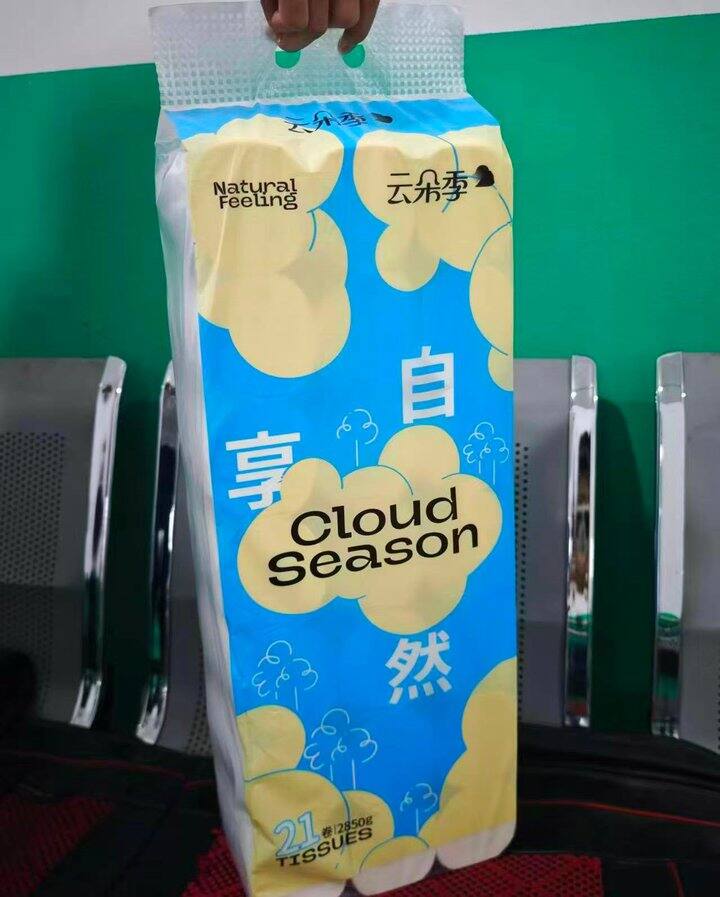 云朵季
Natural
Feeling
云朵季
自
享
Cloud
Season
然
21卷|2850g
TISSUES